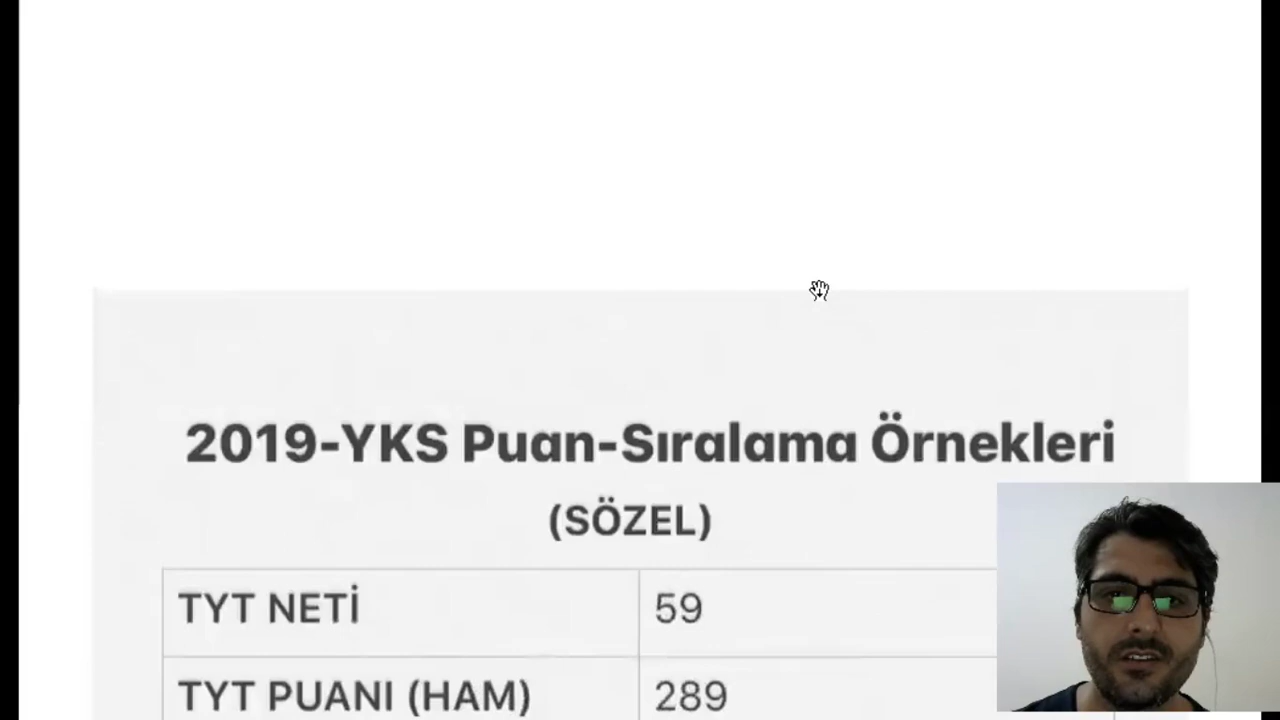 2019-YKS Puan-Sıralama Örnekleri
(SÖZEL)
TYT NETİ 59
TYT PUANI (HAM) 289